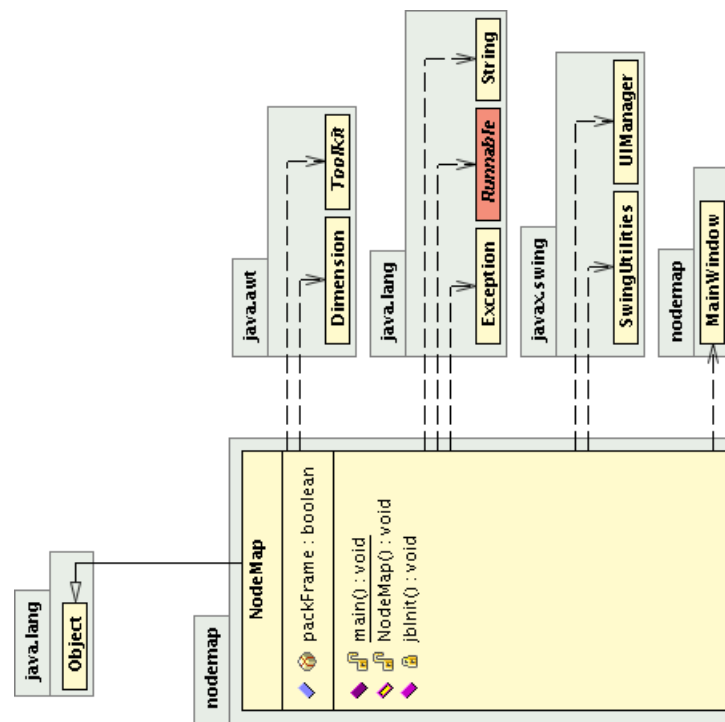 java.lang
Object
nodemap
NodeMap
packFrame : boolean
main() : void
NodeMap() : void
jbInit() : void
java.awt
Dimension
Toolkit
java.lang
Exception
Runnable
String
javax.swing
SwingUtilities
UIManager
nodemap
MainWindow